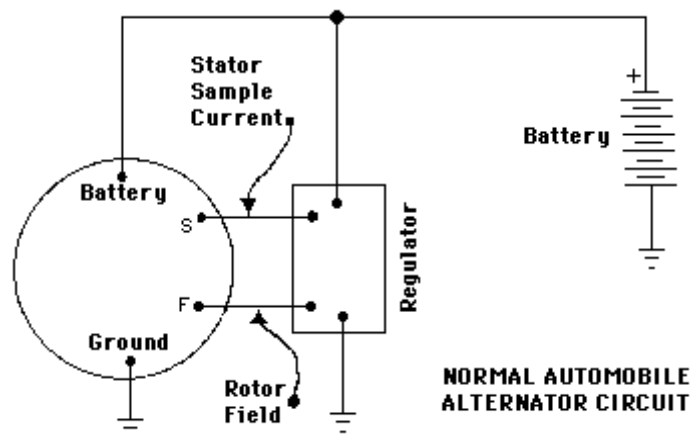 Stator
Sample
Current
+
Battery
Battery
S
Regulator
F
Ground
Rotor
Field
NORMAL AUTOMOBILE
ALTERNATOR CIRCUIT